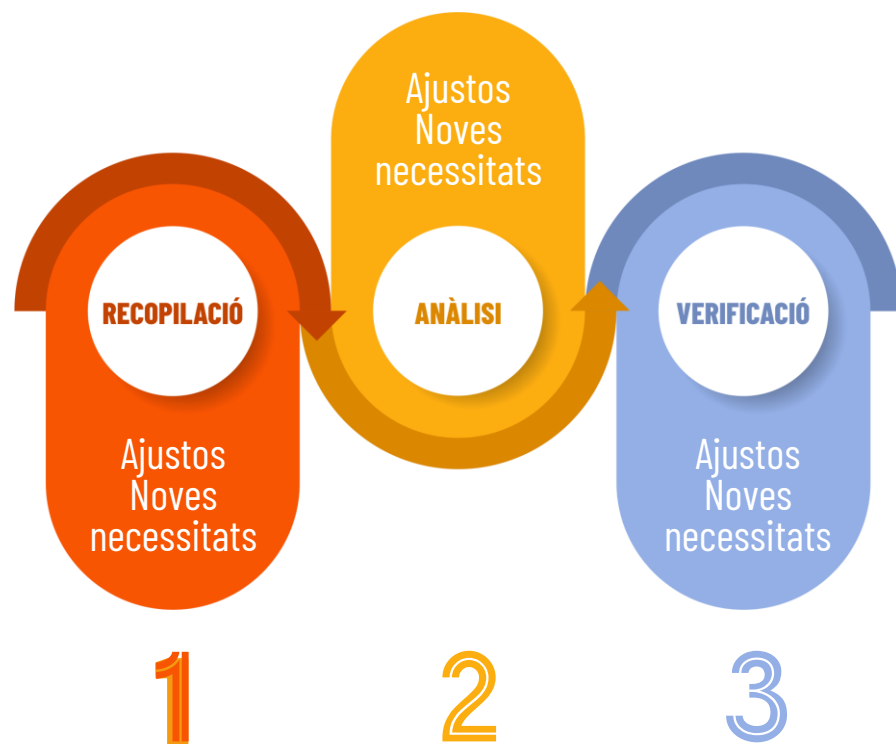 RECOPILACIÓ
Ajustos
Noves
necessitats
1
Ajustos
Noves
necessitats
ANÀLISI
2
VERIFICACIÓ
Ajustos
Noves
necessitats
3